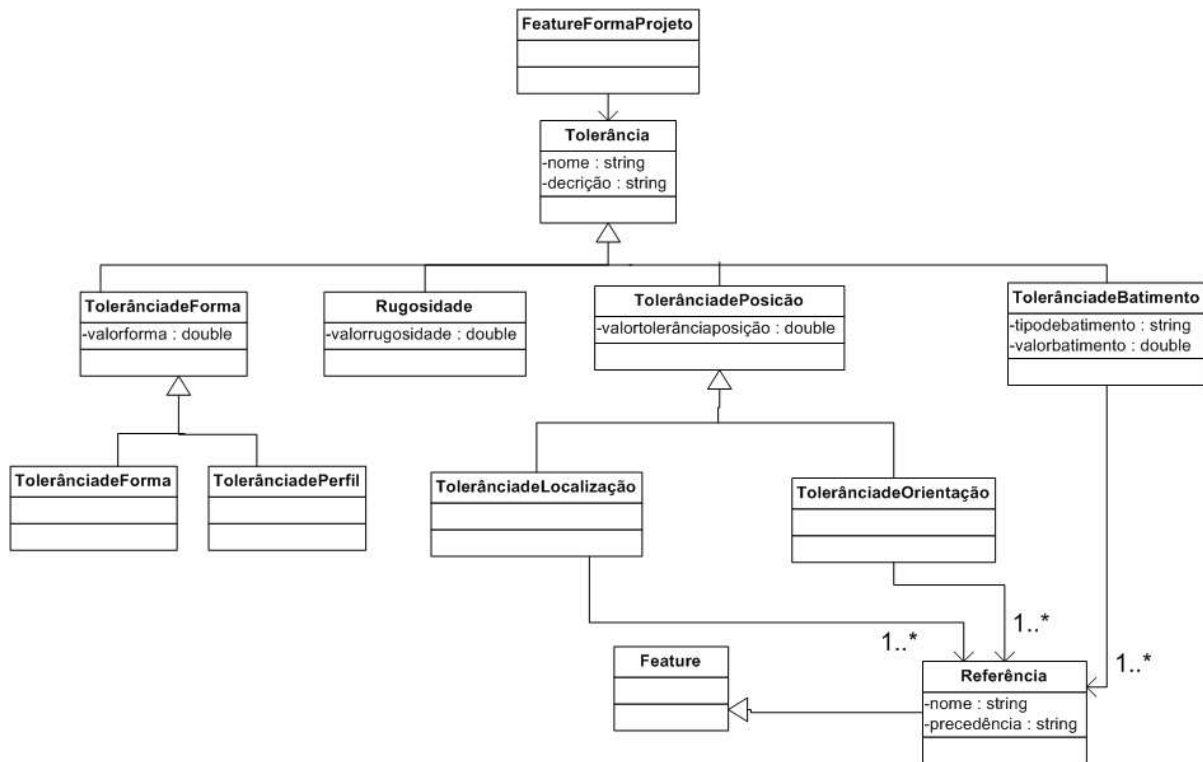 FeatureFormaProjeto
Tolerância
-nome : string
-decrição : string
TolerânciadeForma
-valorforma : double
Rugosidade
-valorrugosidade : double
TolerânciadePosicão
-valortolerânciaposição : double
TolerânciadeBatimento
-tipodebatimento : string
-valorbatimento : double
TolerânciadeForma
TolerânciadePerfil
TolerânciadeLocalização
TolerânciadeOrientação
1..*
1..*
1..*
Feature
Referência
-nome : string
-precedência : string